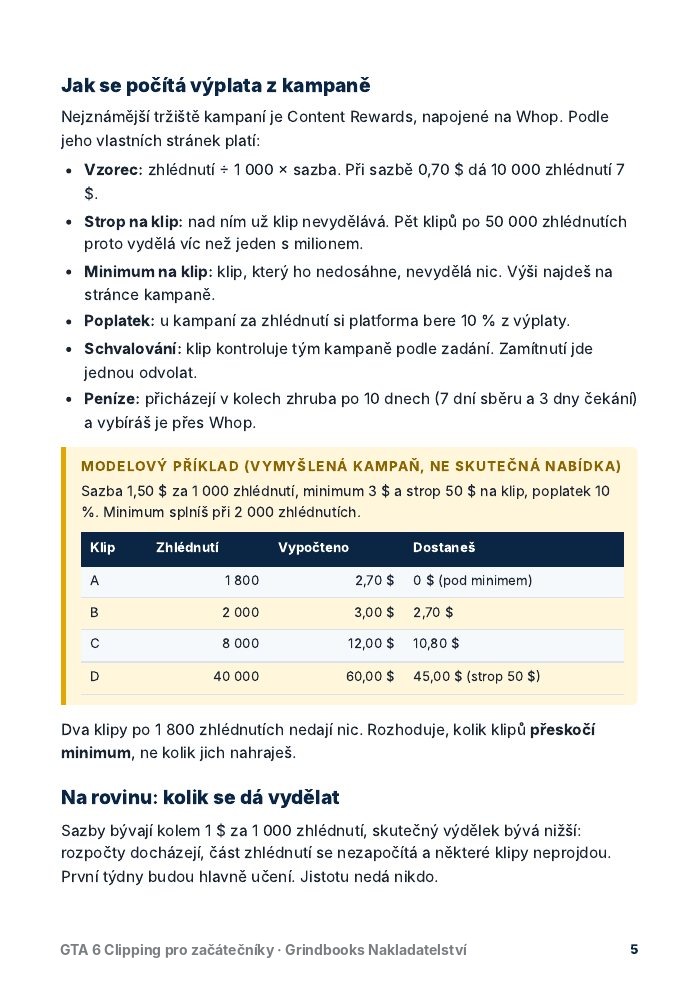 Jak se počítá výplata z kampaně
Nejznámější tržiště kampaní je Content Rewards, napojené na Whop. Podle
jeho vlastních stránek platí:
• Vzorec: zhlédnutí ÷ 1 000 × sazba. Při sazbě 0,70 $ dá 10 000 zhlédnutí 7
$.
• Strop na klip: nad ním už klip nevydělává. Pět klipů po 50 000 zhlédnutích
proto vydělá víc než jeden s milionem.
• Minimum na klip: klip, který ho nedosáhne, nevydělá nic. Výši najdeš na
stránce kampaně.
• Poplatek: u kampaní za zhlédnutí si platforma bere 10 % z výplaty.
• Schvalování: klip kontroluje tým kampaně podle zadání. Zamítnutí jde
jednou odvolat.
• Peníze: přicházejí v kolech zhruba po 10 dnech (7 dní sběru a 3 dny čekání)
a vybíráš je přes Whop.
MODELOVÝ PŘÍKLAD (VYMYŠLENÁ KAMPAŇ, NE SKUTEČNÁ NABÍDKA)
Sazba 1,50 $ za 1 000 zhlédnutí, minimum 3 $ a strop 50 $ na klip, poplatek 10
%. Minimum splníš při 2 000 zhlédnutích.
Klip Zhlédnutí Vypočteno Dostaneš
A 1 800 2,70 $ 0 $ (pod minimem)
B 2 000 3,00 $ 2,70 $
C 8 000 12,00 $ 10,80 $
D 40 000 60,00 $ 45,00 $ (strop 50 $)
Dva klipy po 1 800 zhlédnutích nedají nic. Rozhoduje, kolik klipů přeskočí
minimum, ne kolik jich nahraješ.
Na rovinu: kolik se dá vydělat
Sazby bývají kolem 1 $ za 1 000 zhlédnutí, skutečný výdělek bývá nižší:
rozpočty docházejí, část zhlédnutí se nezapočítá a některé klipy neprojdou.
První týdny budou hlavně učení. Jistotu nedá nikdo.
GTA 6 Clipping pro začátečníky · Grindbooks Nakladatelství 5